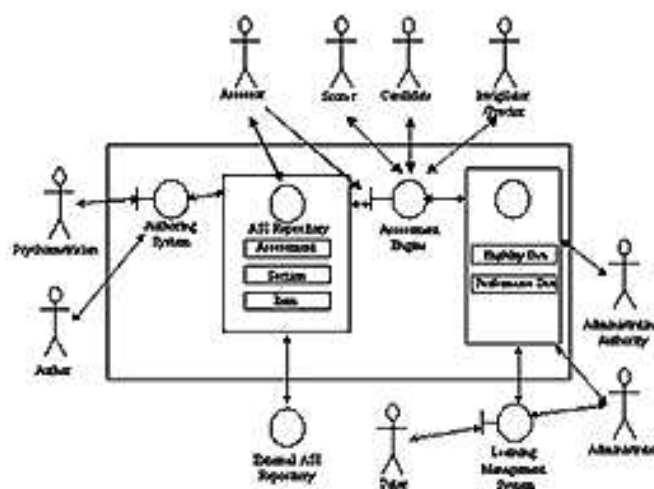 Assessor
Scorer
Candidate
Invigilator
Proctor
Psychometrician
Authoring
System
ASI Repository
Assessment
Section
Item
Assessment
Engine
Eligibility Data
Performance Data
Author
Administrative
Authority
External ASI
Repository
Tutor
Learning
Management
System
Administrator